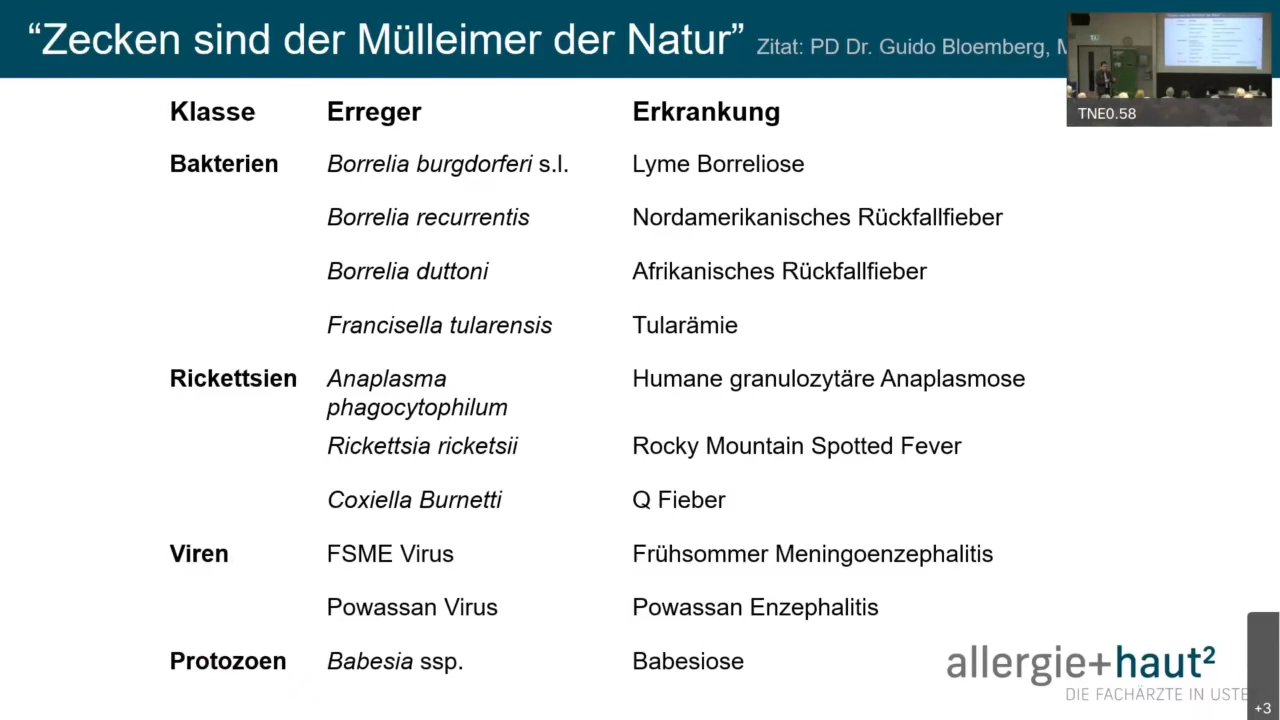 “Zecken sind der Mülleimer der Natur” Zitat: PD Dr. Guido Bloemberg,
TNE0.58
Klasse Erreger Erkrankung
Bakterien Borrelia burgdorferi s.l. Lyme Borreliose
Borrelia recurrentis Nordamerikanisches Rückfallfieber
Borrelia duttoni Afrikanisches Rückfallfieber
Francisella tularensis Tularämie
Rickettsien Anaplasma Humane granulozytäre Anaplasmose
phagocytophilum
Rickettsia ricketsii Rocky Mountain Spotted Fever
Coxiella Burnetti Q Fieber
Viren FSME Virus Frühsommer Meningoenzephalitis
Powassan Virus Powassan Enzephalitis
Protozoen Babesia ssp. Babesiose
allergie+haut²
DIE FACHÄRZTE IN USTE
+3